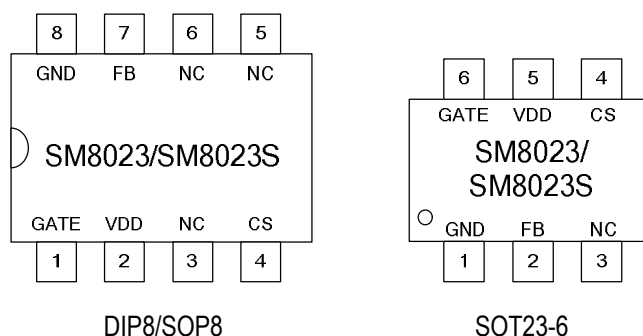 8 7 6 5
GND FB NC NC
SM8023/SM8023S
GATE VDD NC CS
1 2 3 4
DIP8/SOP8
6 5 4
GATE VDD CS
SM8023/
SM8023S
GND FB NC
1 2 3
SOT23-6